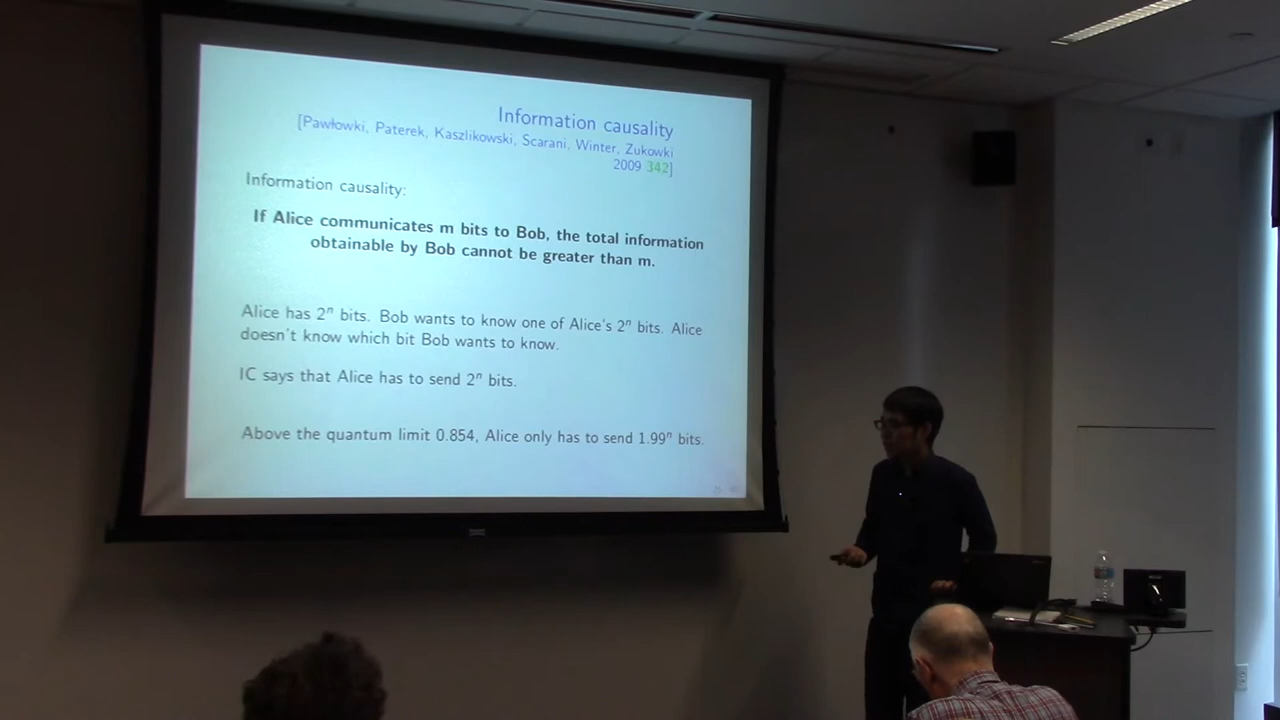 Information causality
[Pawłowki, Paterek, Kaszlikowski, Scarani, Winter, Zukowki
2009 342]
Information causality:
If Alice communicates m bits to Bob, the total information
obtainable by Bob cannot be greater than m.
Alice has 2ⁿ bits. Bob wants to know one of Alice's 2ⁿ bits. Alice
doesn't know which bit Bob wants to know.
IC says that Alice has to send 2ⁿ bits.
Above the quantum limit 0.854, Alice only has to send 1.99ⁿ bits.